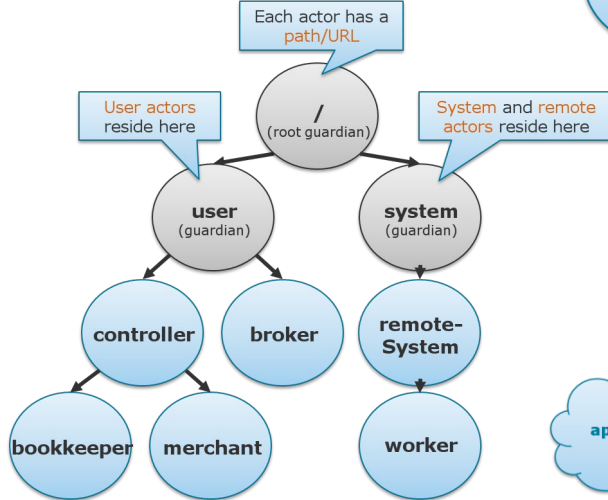 Each actor has a
path/URL
User actors
reside here
/
(root guardian)
System and remote
actors reside here
user
(guardian)
system
(guardian)
controller
broker
remote-
System
bookkeeper
merchant
worker